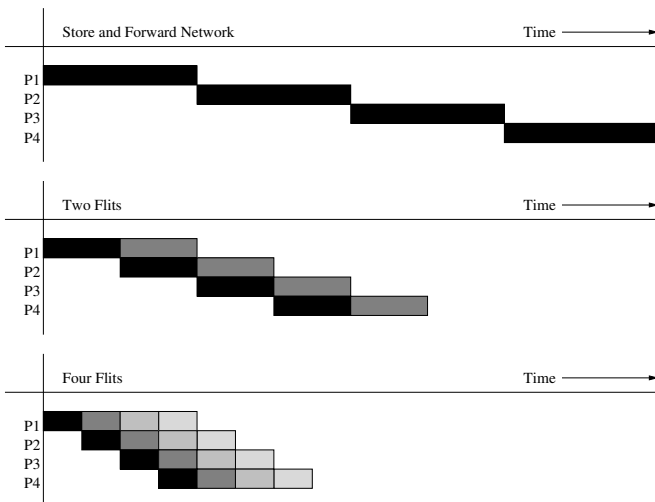 Store and Forward Network Time
P1
P2
P3
P4
Two Flits Time
P1
P2
P3
P4
Four Flits Time
P1
P2
P3
P4